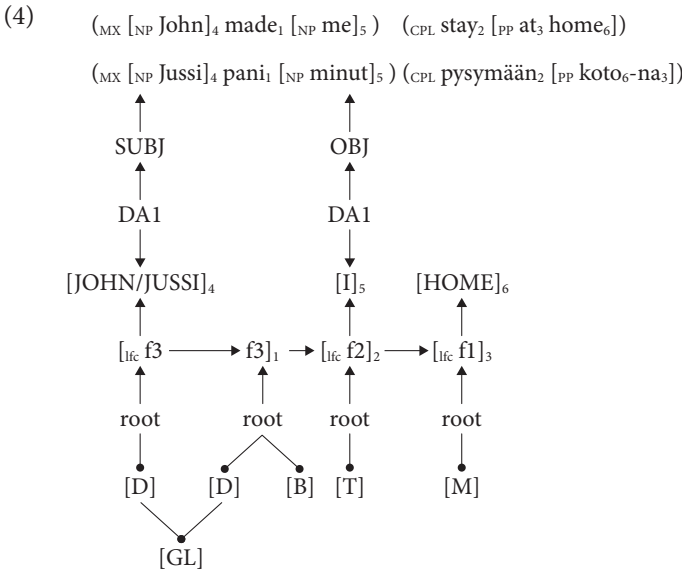 (4) (MX [NP John]4 made1 [NP me]5 ) (CPL stay2 [PP at3 home6])
(MX [NP Jussi]4 pani1 [NP minut]5 ) (CPL pysymään2 [PP koto6-na3])
SUBJ OBJ
DA1 DA1
[JOHN/JUSSI]4 [I]5 [HOME]6
[lfc f3 f3]1 [lfc f2]2 [lfc f1]3
root root root root
[D] [D] [B] [T] [M]
[GL]